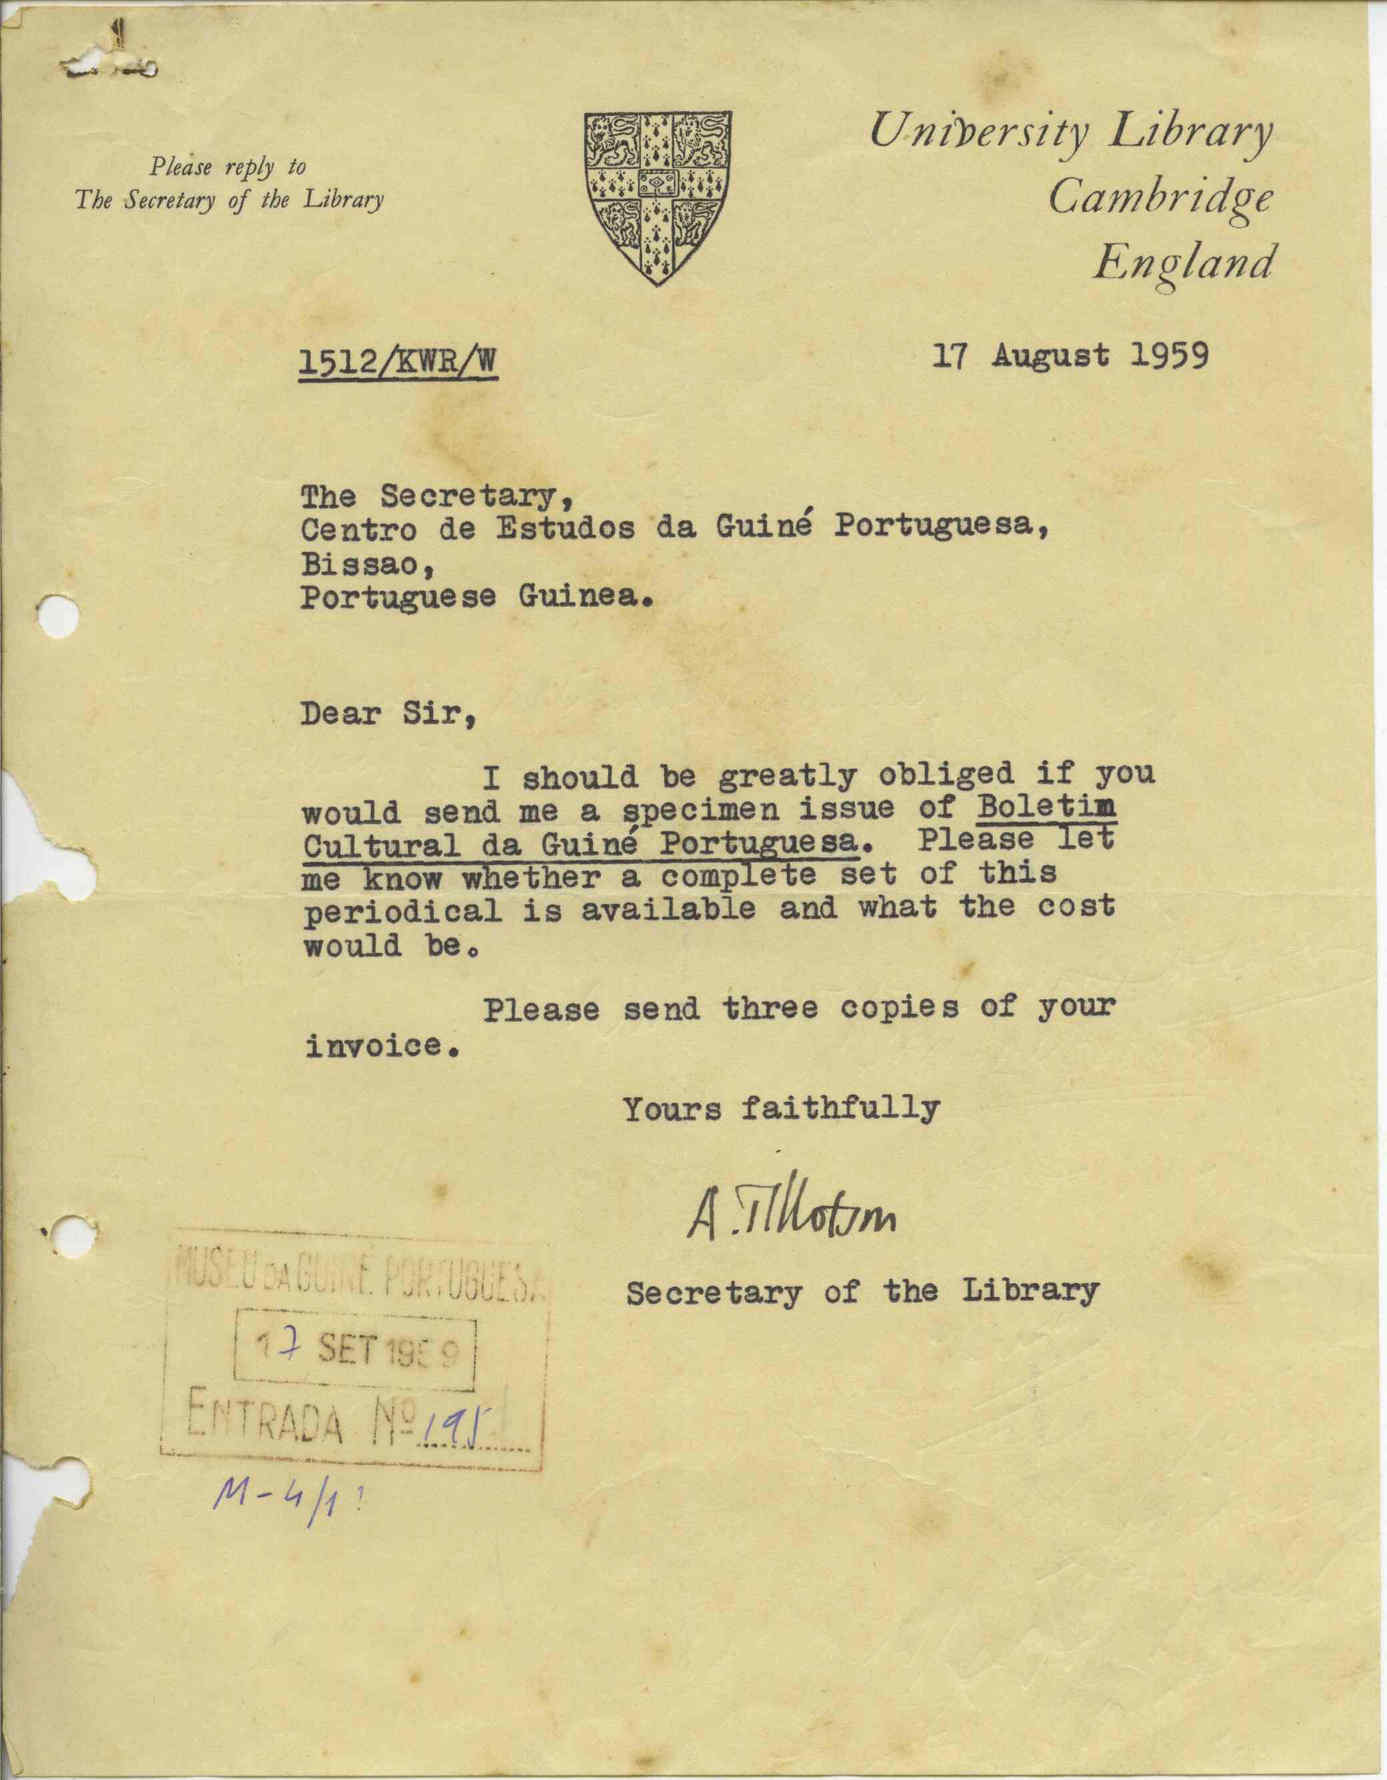 Please reply to
The Secretary of the Library
University Library
Cambridge
England
1512/KWR/W
17 August 1959
The Secretary,
Centro de Estudos da Guiné Portuguesa,
Bissao,
Portuguese Guinea.
Dear Sir,
I should be greatly obliged if you
would send me a specimen issue of Boletim
Cultural da Guiné Portuguesa. Please let
me know whether a complete set of this
periodical is available and what the cost
would be.
Please send three copies of your
invoice.
Yours faithfully
A. Tillotson
Secretary of the Library
MUSEU DA GUINÉ PORTUGUESA
17 SET 1959
ENTRADA Nº 195
M-4/1